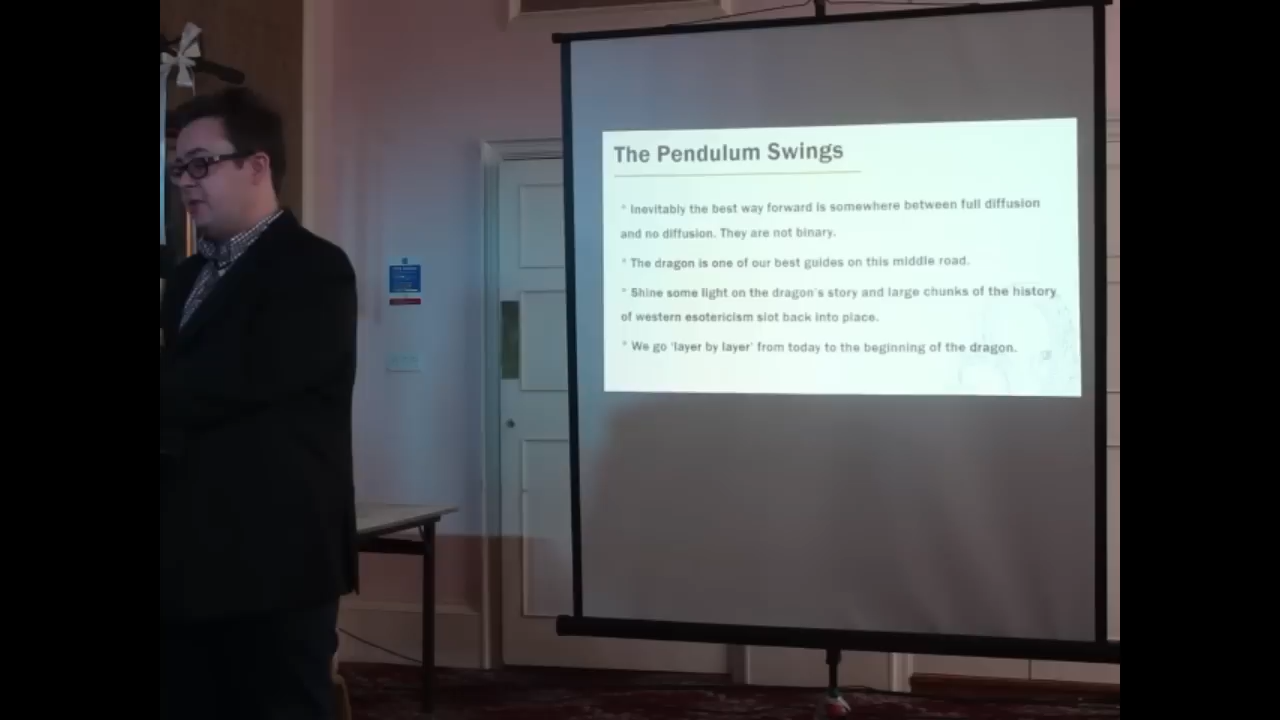 The Pendulum Swings
* Inevitably the best way forward is somewhere between full diffusion
and no diffusion. They are not binary.
* The dragon is one of our best guides on this middle road.
* Shine some light on the dragon's story and large chunks of the history
of western esotericism slot back into place.
* We go 'layer by layer' from today to the beginning of the dragon.